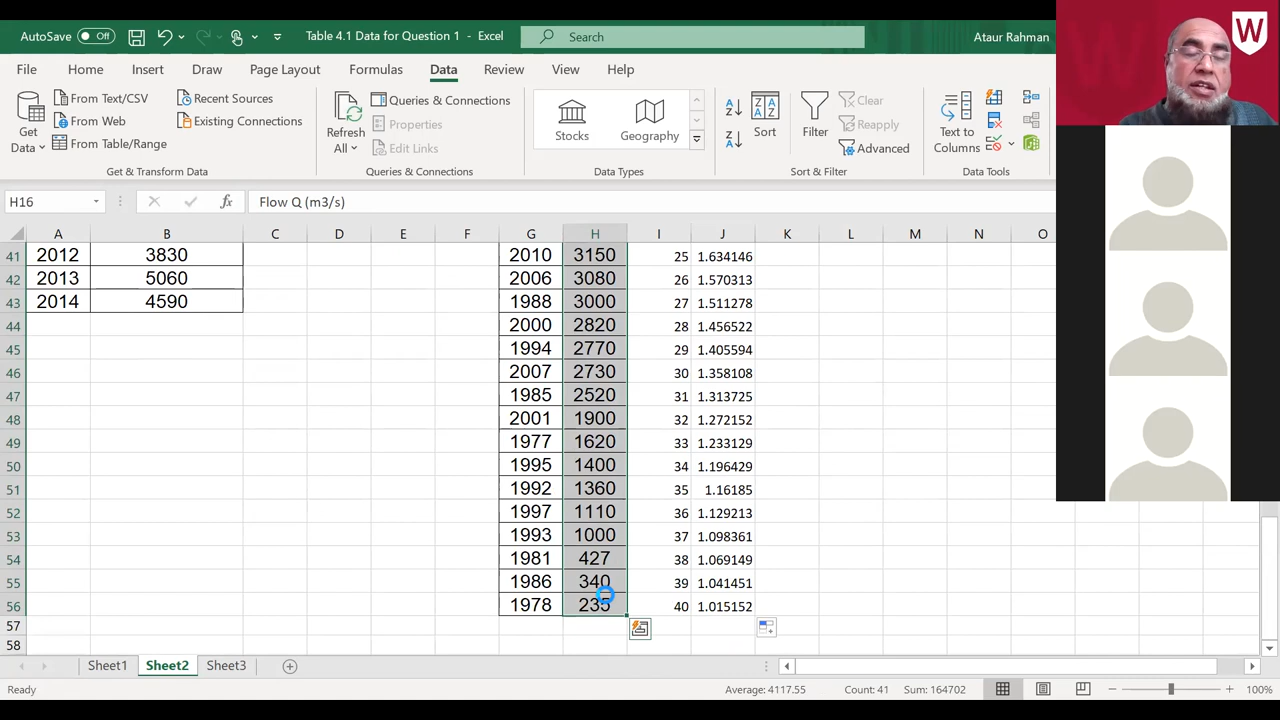 AutoSave Off Table 4.1 Data for Question 1 - Excel Search Ataur Rahman W
File Home Insert Draw Page Layout Formulas Data Review View Help
Get Data From Text/CSV From Web From Table/Range Recent Sources Existing Connections
Refresh All Queries & Connections Properties Edit Links
Stocks Geography
Sort Filter Clear Reapply Advanced
Text to Columns
Get & Transform Data Queries & Connections Data Types Sort & Filter Data Tools
H16 fx Flow Q (m3/s)
A B C D E F G H I J K L M N O
41 2012 3830 2010 3150 25 1.634146
42 2013 5060 2006 3080 26 1.570313
43 2014 4590 1988 3000 27 1.511278
44 2000 2820 28 1.456522
45 1994 2770 29 1.405594
46 2007 2730 30 1.358108
47 1985 2520 31 1.313725
48 2001 1900 32 1.272152
49 1977 1620 33 1.233129
50 1995 1400 34 1.196429
51 1992 1360 35 1.16185
52 1997 1110 36 1.129213
53 1993 1000 37 1.098361
54 1981 427 38 1.069149
55 1986 340 39 1.041451
56 1978 235 40 1.015152
57
58
Sheet1 Sheet2 Sheet3
Ready Average: 4117.55 Count: 41 Sum: 164702 100%